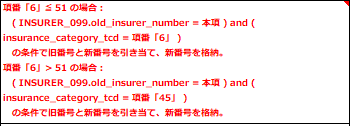 項番「6」≦ 51 の場合：
( INSURER_099.old_insurer_number = 本項 ) and (
insurance_category_tcd = 項番「6」 )
の条件で旧番号と新番号を引き当て、新番号を格納。
項番「6」> 51 の場合：
( INSURER_099.old_insurer_number = 本項 ) and (
insurance_category_tcd = 項番「45」 )
の条件で旧番号と新番号を引き当て、新番号を格納。